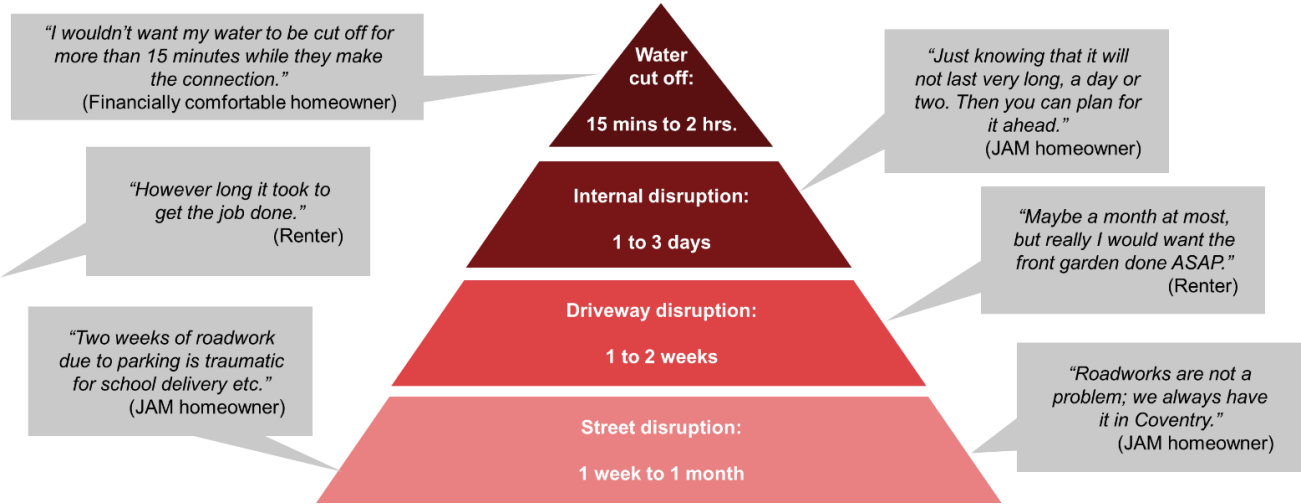 “I wouldn’t want my water to be cut off for
more than 15 minutes while they make
the connection.”
(Financially comfortable homeowner)
Water
cut off:
15 mins to 2 hrs.
“Just knowing that it will
not last very long, a day or
two. Then you can plan for
it ahead.”
(JAM homeowner)
“However long it took to
get the job done.”
(Renter)
Internal disruption:
1 to 3 days
“Maybe a month at most,
but really I would want the
front garden done ASAP.”
(Renter)
Driveway disruption:
1 to 2 weeks
“Two weeks of roadwork
due to parking is traumatic
for school delivery etc.”
(JAM homeowner)
Street disruption:
1 week to 1 month
“Roadworks are not a
problem; we always have
it in Coventry.”
(JAM homeowner)